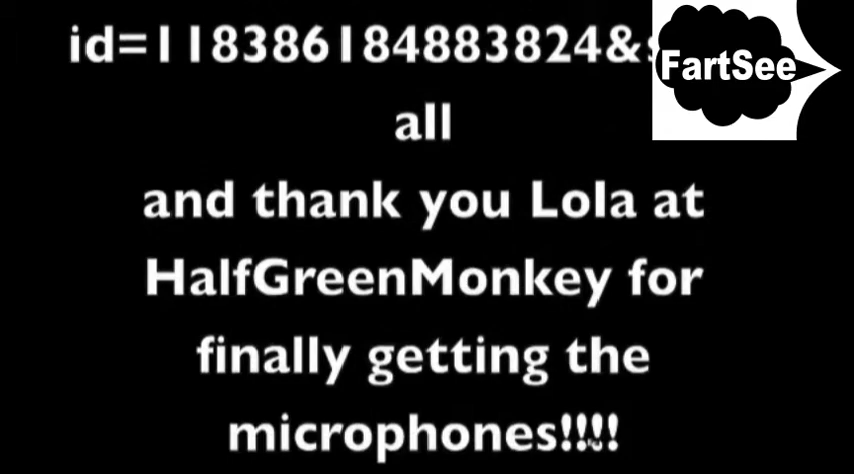 id=118386184883824&s
FartSee
all
and thank you Lola at
HalfGreenMonkey for
finally getting the
microphones!!!!